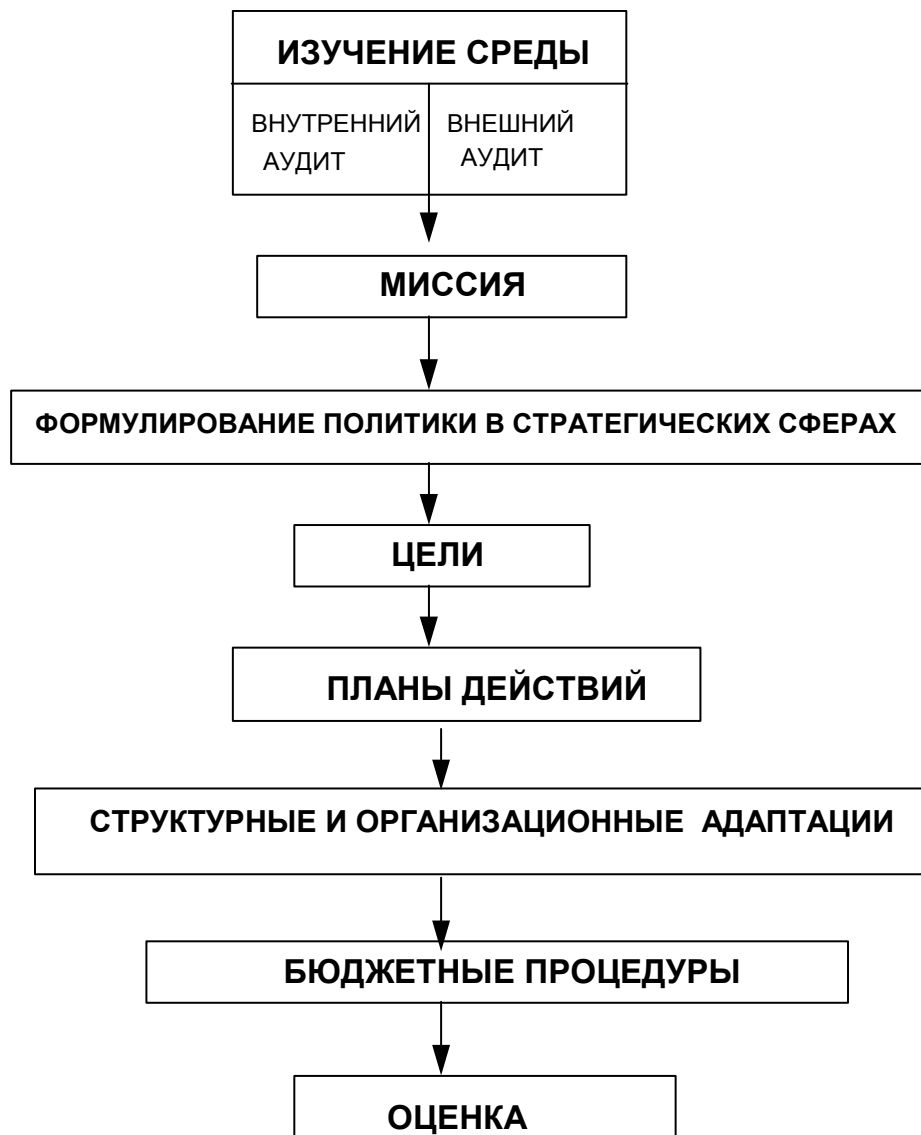 ИЗУЧЕНИЕ СРЕДЫ
ВНУТРЕННИЙ
АУДИТ
ВНЕШНИЙ
АУДИТ
МИССИЯ
ФОРМУЛИРОВАНИЕ ПОЛИТИКИ В СТРАТЕГИЧЕСКИХ СФЕРАХ
ЦЕЛИ
ПЛАНЫ ДЕЙСТВИЙ
СТРУКТУРНЫЕ И ОРГАНИЗАЦИОННЫЕ АДАПТАЦИИ
БЮДЖЕТНЫЕ ПРОЦЕДУРЫ
ОЦЕНКА